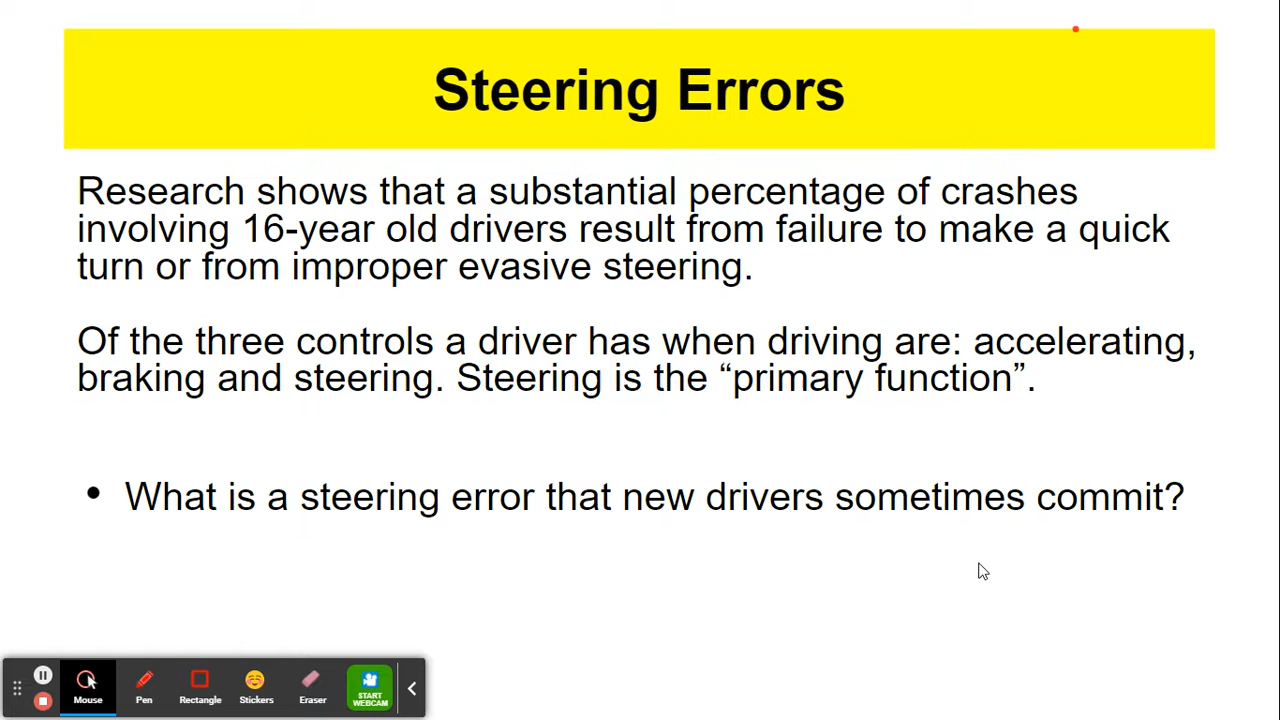 Steering Errors
Research shows that a substantial percentage of crashes
involving 16-year old drivers result from failure to make a quick
turn or from improper evasive steering.
Of the three controls a driver has when driving are: accelerating,
braking and steering. Steering is the “primary function”.
• What is a steering error that new drivers sometimes commit?
Mouse Pen Rectangle Stickers Eraser START
WEBCAM